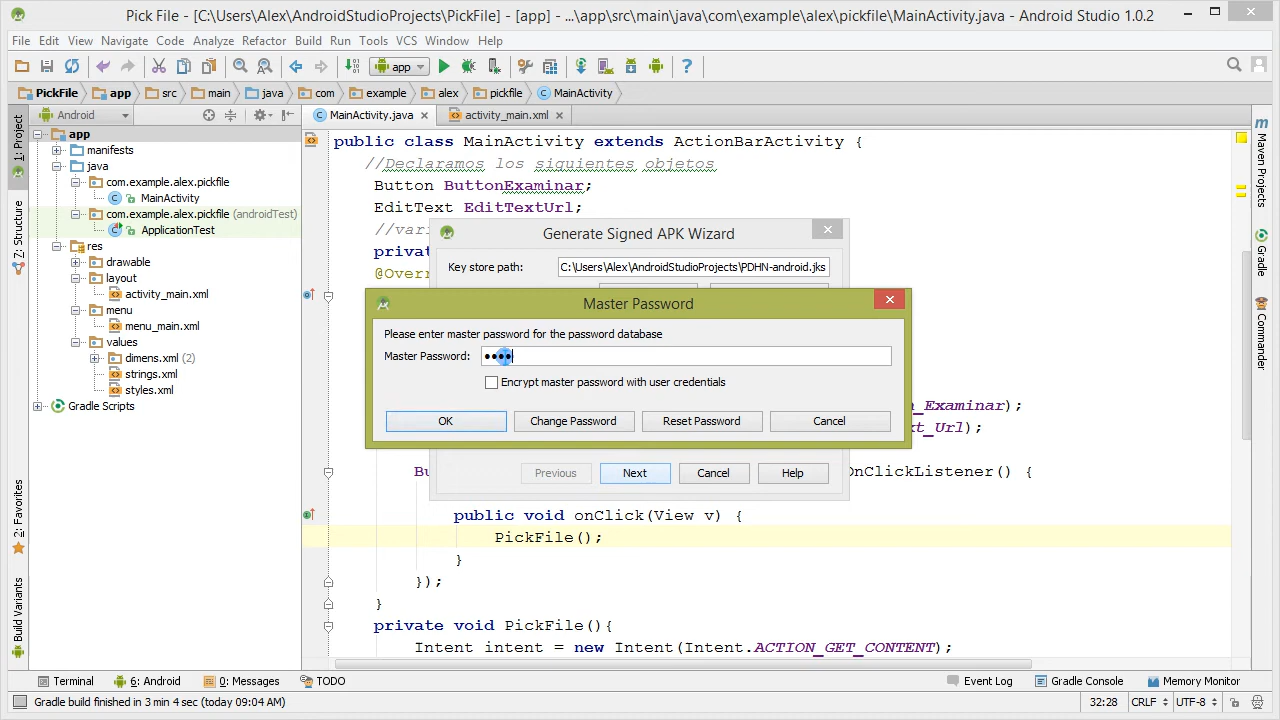 Pick File - [C:\Users\Alex\AndroidStudioProjects\PickFile] - [app] - ...\app\src\main\java\com\example\alex\pickfile\MainActivity.java - Android Studio 1.0.2
File Edit View Navigate Code Analyze Refactor Build Run Tools VCS Window Help
app
PickFile app src main java com example alex pickfile MainActivity
Android
MainActivity.java activity_main.xml
1: Project
Z: Structure
2: Favorites
Build Variants
app
manifests
java
com.example.alex.pickfile
MainActivity
com.example.alex.pickfile (androidTest)
ApplicationTest
res
drawable
layout
activity_main.xml
menu
menu_main.xml
values
dimens.xml (2)
strings.xml
styles.xml
Gradle Scripts
public class MainActivity extends ActionBarActivity {
//Declaramos los siguientes objetos
Button ButtonExaminar;
EditText EditTextUrl;
//vari
privat
@Overr
Generate Signed APK Wizard
Key store path: C:\Users\Alex\AndroidStudioProjects\PDHN-android.jks
Master Password
Please enter master password for the password database
Master Password: ••••
Encrypt master password with user credentials
OK Change Password Reset Password Cancel
_Examinar);
t_Url);
Previous Next Cancel Help
OnClickListener() {
public void onClick(View v) {
PickFile();
}
});
}
private void PickFile(){
Intent intent = new Intent(Intent.ACTION_GET_CONTENT);
m
Maven Projects
Gradle
Commander
Terminal 6: Android 0: Messages TODO Event Log Gradle Console Memory Monitor
Gradle build finished in 3 min 4 sec (today 09:04 AM) 32:28 CRLF UTF-8